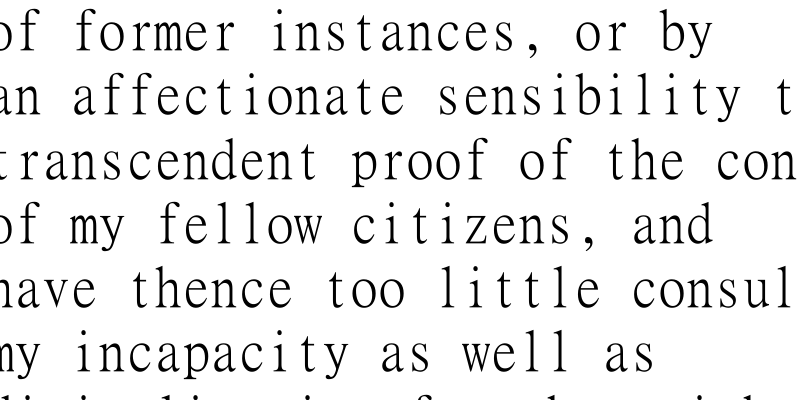 of former instances, or by
an affectionate sensibility t
transcendent proof of the con
of my fellow citizens, and
have thence too little consul
my incapacity as well as